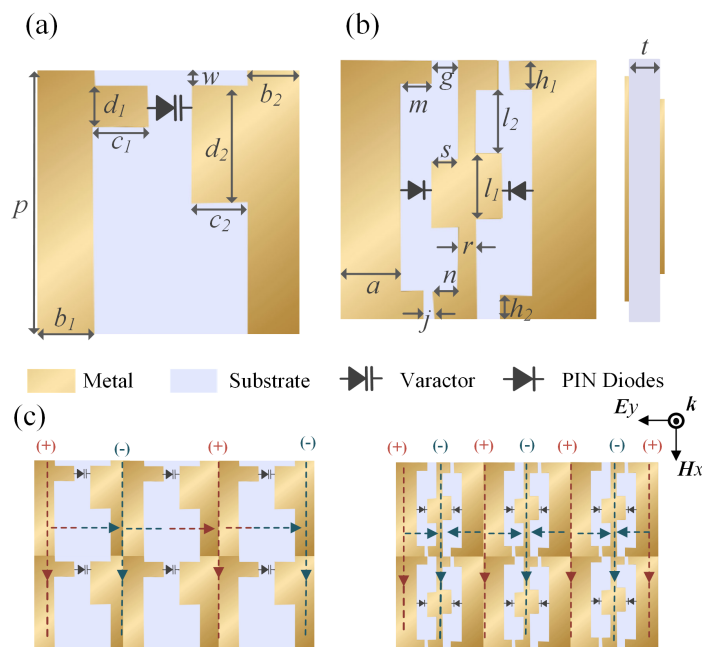 (a)
w
b2
d1
c1
d2
p
c2
b1
(b)
g
h1
m
l2
s
l1
r
a
n
j
h2
t
Metal
Substrate
Varactor
PIN Diodes
(c)
Ey
k
Hx
(+) (-) (+) (-)
(+) (-) (+) (-) (+) (-) (+)